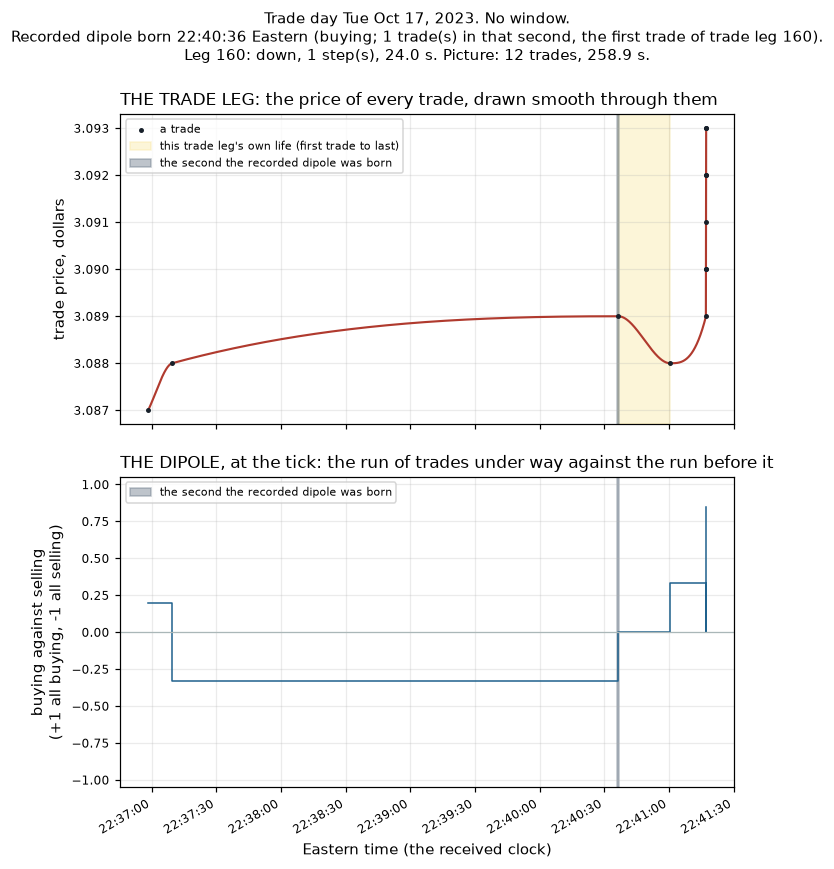 Trade day Tue Oct 17, 2023. No window.
Recorded dipole born 22:40:36 Eastern (buying; 1 trade(s) in that second, the first trade of trade leg 160).
Leg 160: down, 1 step(s), 24.0 s. Picture: 12 trades, 258.9 s.
THE TRADE LEG: the price of every trade, drawn smooth through them
a trade
this trade leg's own life (first trade to last)
the second the recorded dipole was born
3.093
3.092
3.091
3.090
3.089
3.088
3.087
trade price, dollars
THE DIPOLE, at the tick: the run of trades under way against the run before it
the second the recorded dipole was born
1.00
0.75
0.50
0.25
0.00
−0.25
−0.50
−0.75
−1.00
buying against selling
(+1 all buying, -1 all selling)
22:37:00
22:37:30
22:38:00
22:38:30
22:39:00
22:39:30
22:40:00
22:40:30
22:41:00
22:41:30
Eastern time (the received clock)